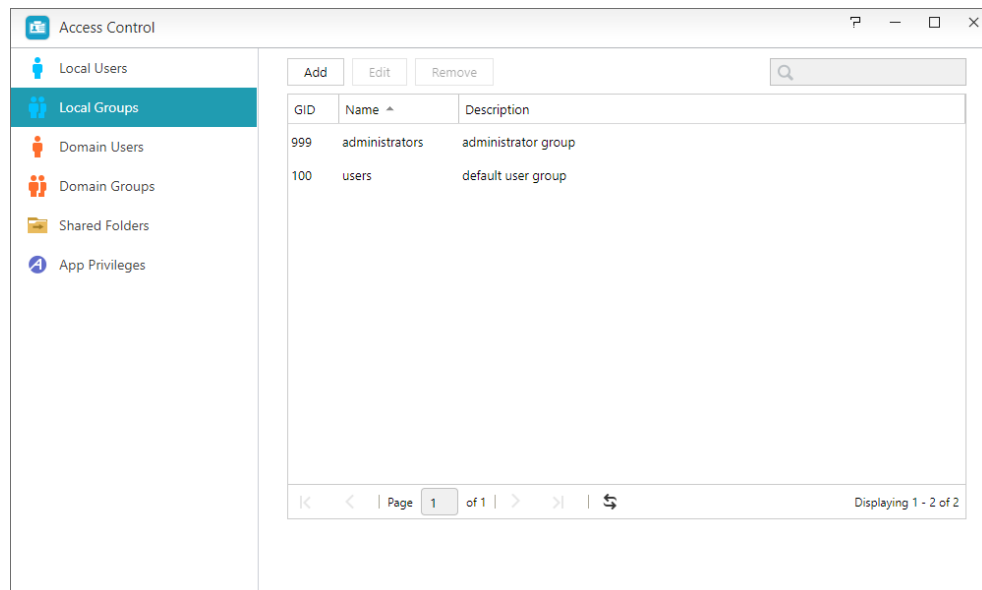 Access Control
Local Users
Local Groups
Domain Users
Domain Groups
Shared Folders
App Privileges
Add Edit Remove
GID Name Description
999 administrators administrator group
100 users default user group
Page 1 of 1
Displaying 1 - 2 of 2